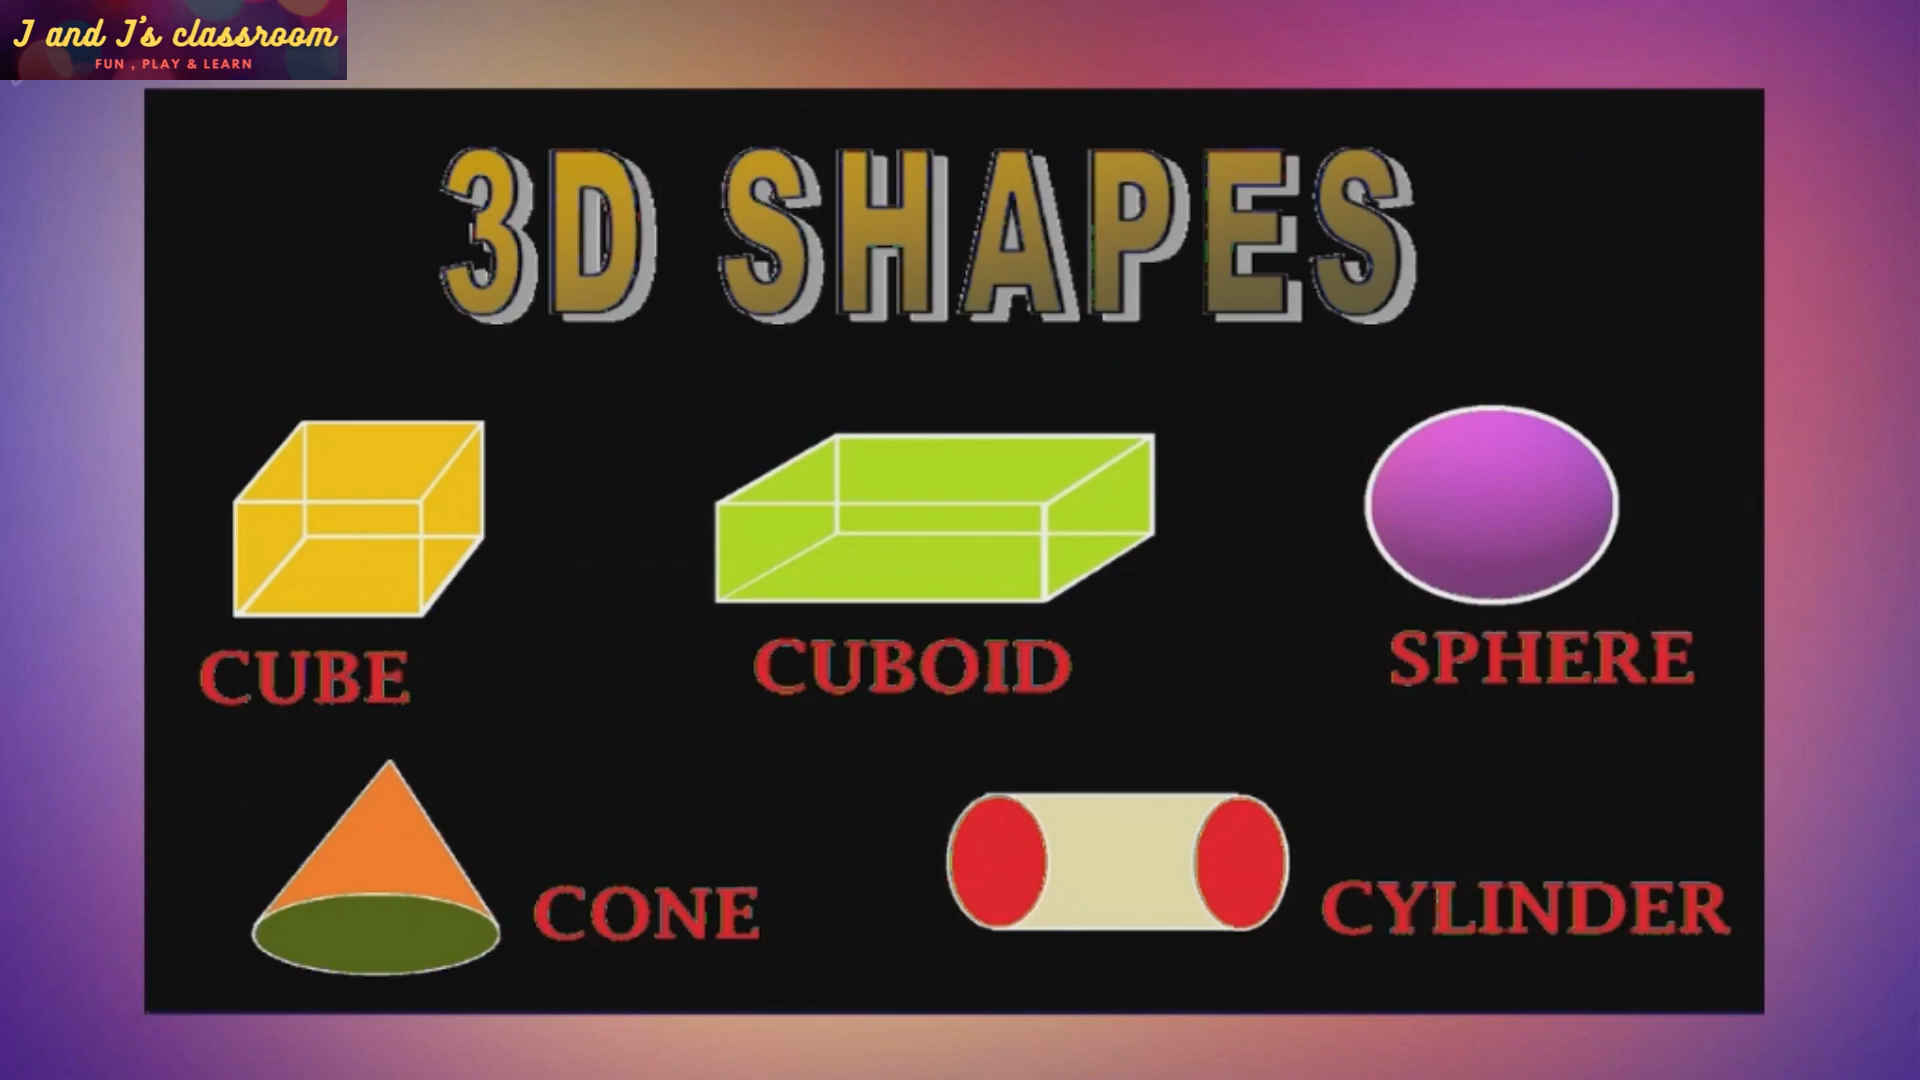 J and J's classroom
FUN , PLAY & LEARN
3D SHAPES
CUBE
CUBOID
SPHERE
CONE
CYLINDER